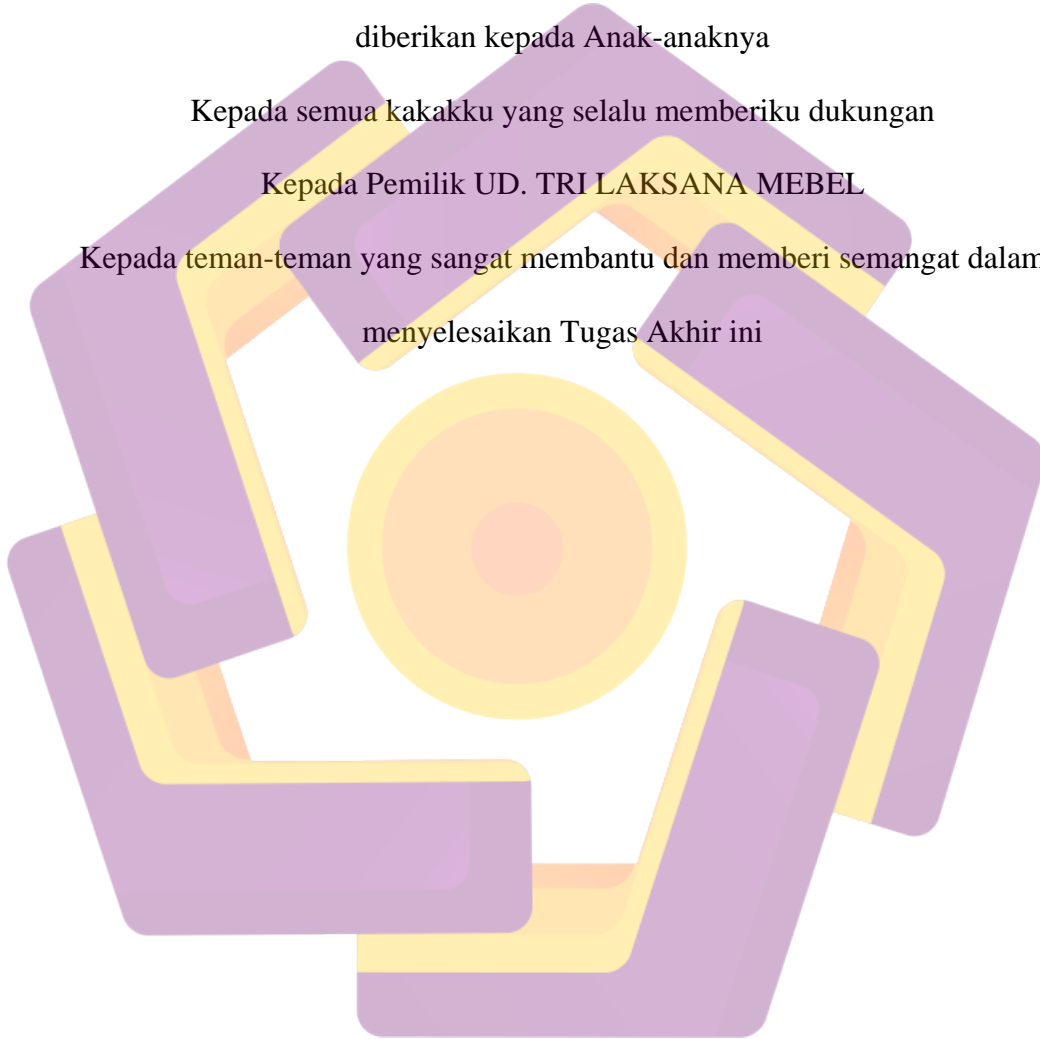 diberikan kepada Anak-anaknya
Kepada semua kakakku yang selalu memberiku dukungan
Kepada Pemilik UD. TRI LAKSANA MEBEL
Kepada teman-teman yang sangat membantu dan memberi semangat dalam
menyelesaikan Tugas Akhir ini